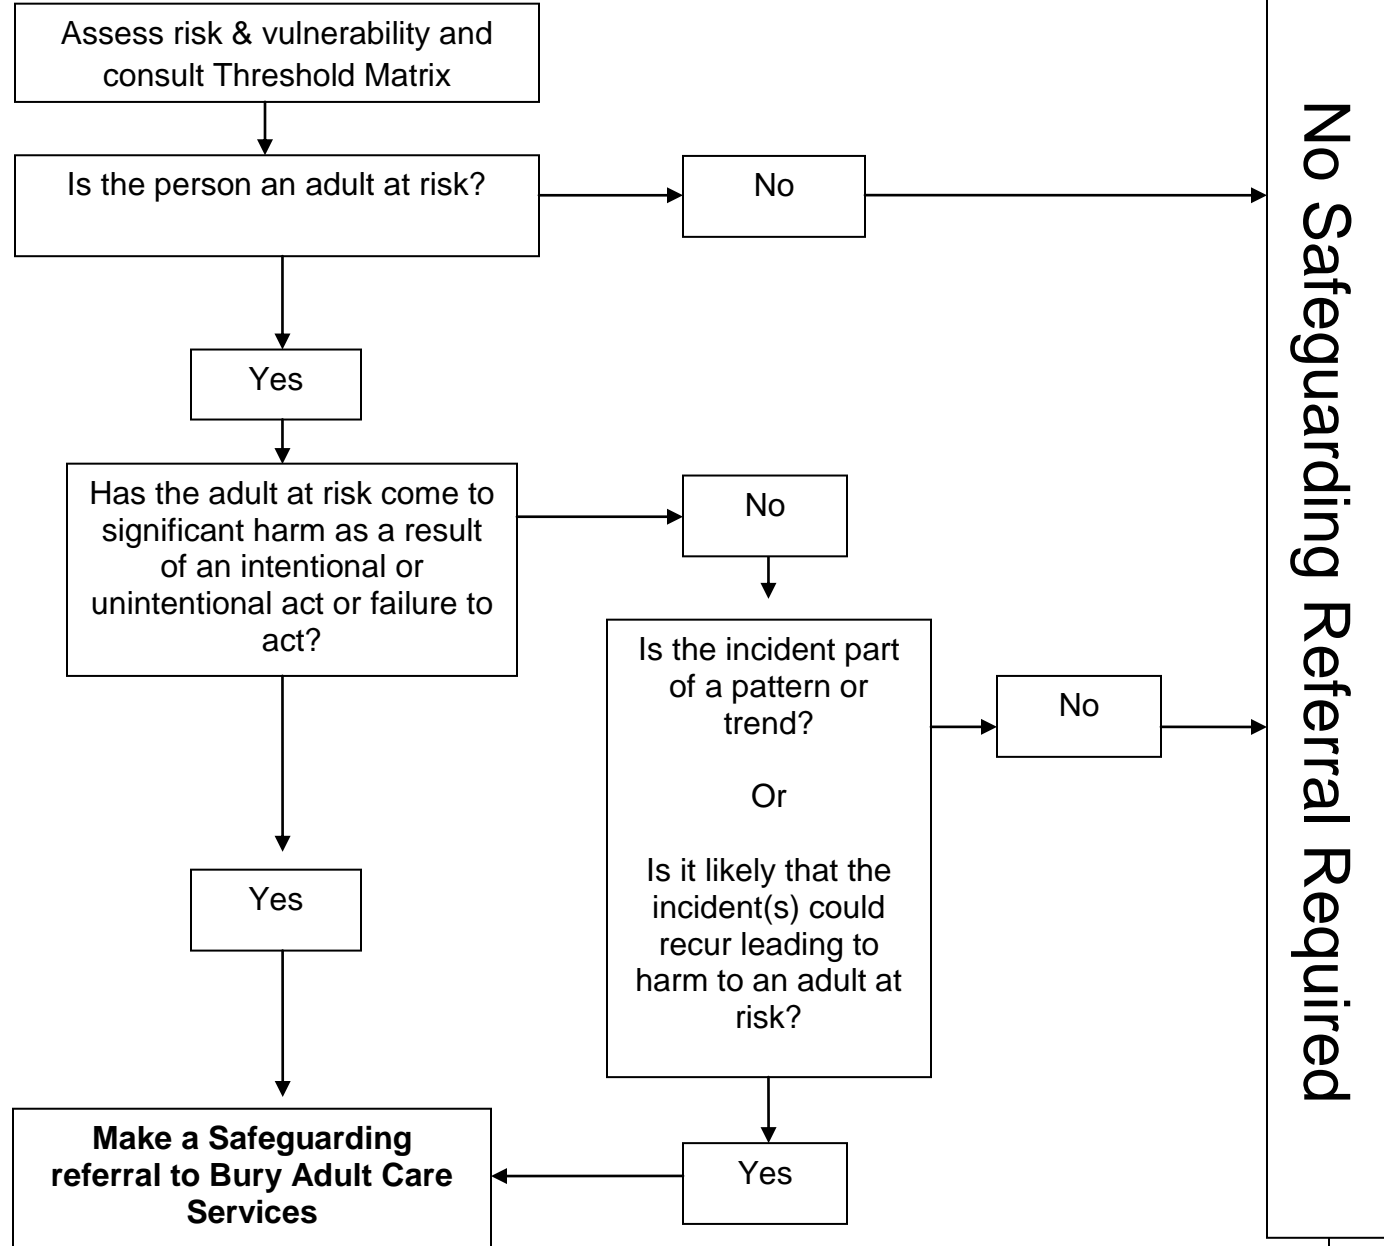 Assess risk & vulnerability and
consult Threshold Matrix
Is the person an adult at risk?
No
Yes
Has the adult at risk come to
significant harm as a result
of an intentional or
unintentional act or failure to
act?
No
Is the incident part
of a pattern or
trend?
Or
Is it likely that the
incident(s) could
recur leading to
harm to an adult at
risk?
No
Yes
Make a Safeguarding
referral to Bury Adult Care
Services
Yes
No Safeguarding Referral Required